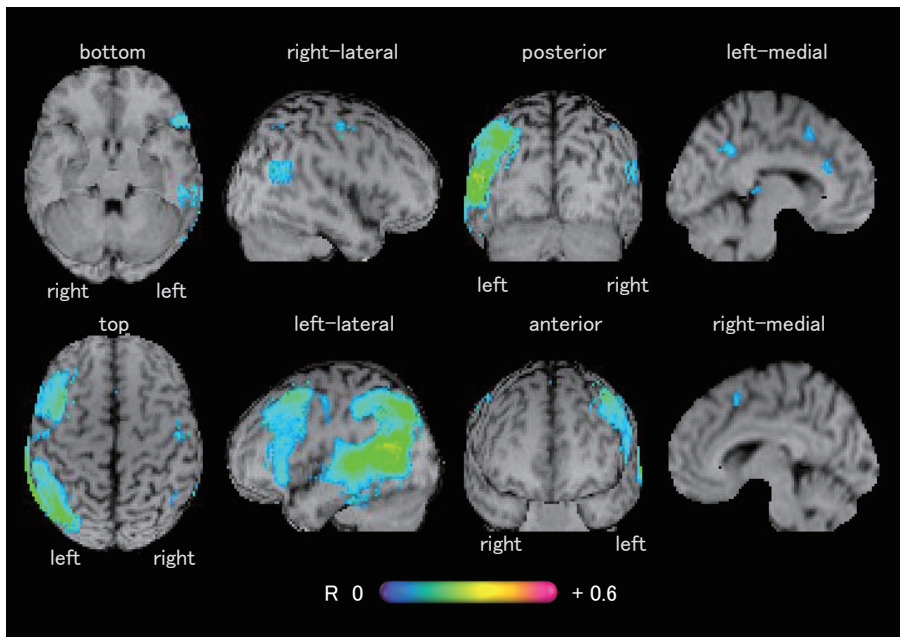 bottom right-lateral posterior left-medial
right left left right
top left-lateral anterior right-medial
left right right left
R 0 + 0.6